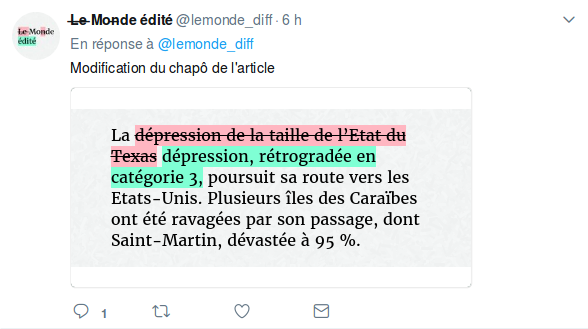 Le Monde
édité
Le Monde édité @lemonde_diff · 6 h
En réponse à @lemonde_diff
Modification du chapô de l'article
La dépression de la taille de l'Etat du
Texas dépression, rétrogradée en
catégorie 3, poursuit sa route vers les
Etats-Unis. Plusieurs îles des Caraïbes
ont été ravagées par son passage, dont
Saint-Martin, dévastée à 95 %.
1